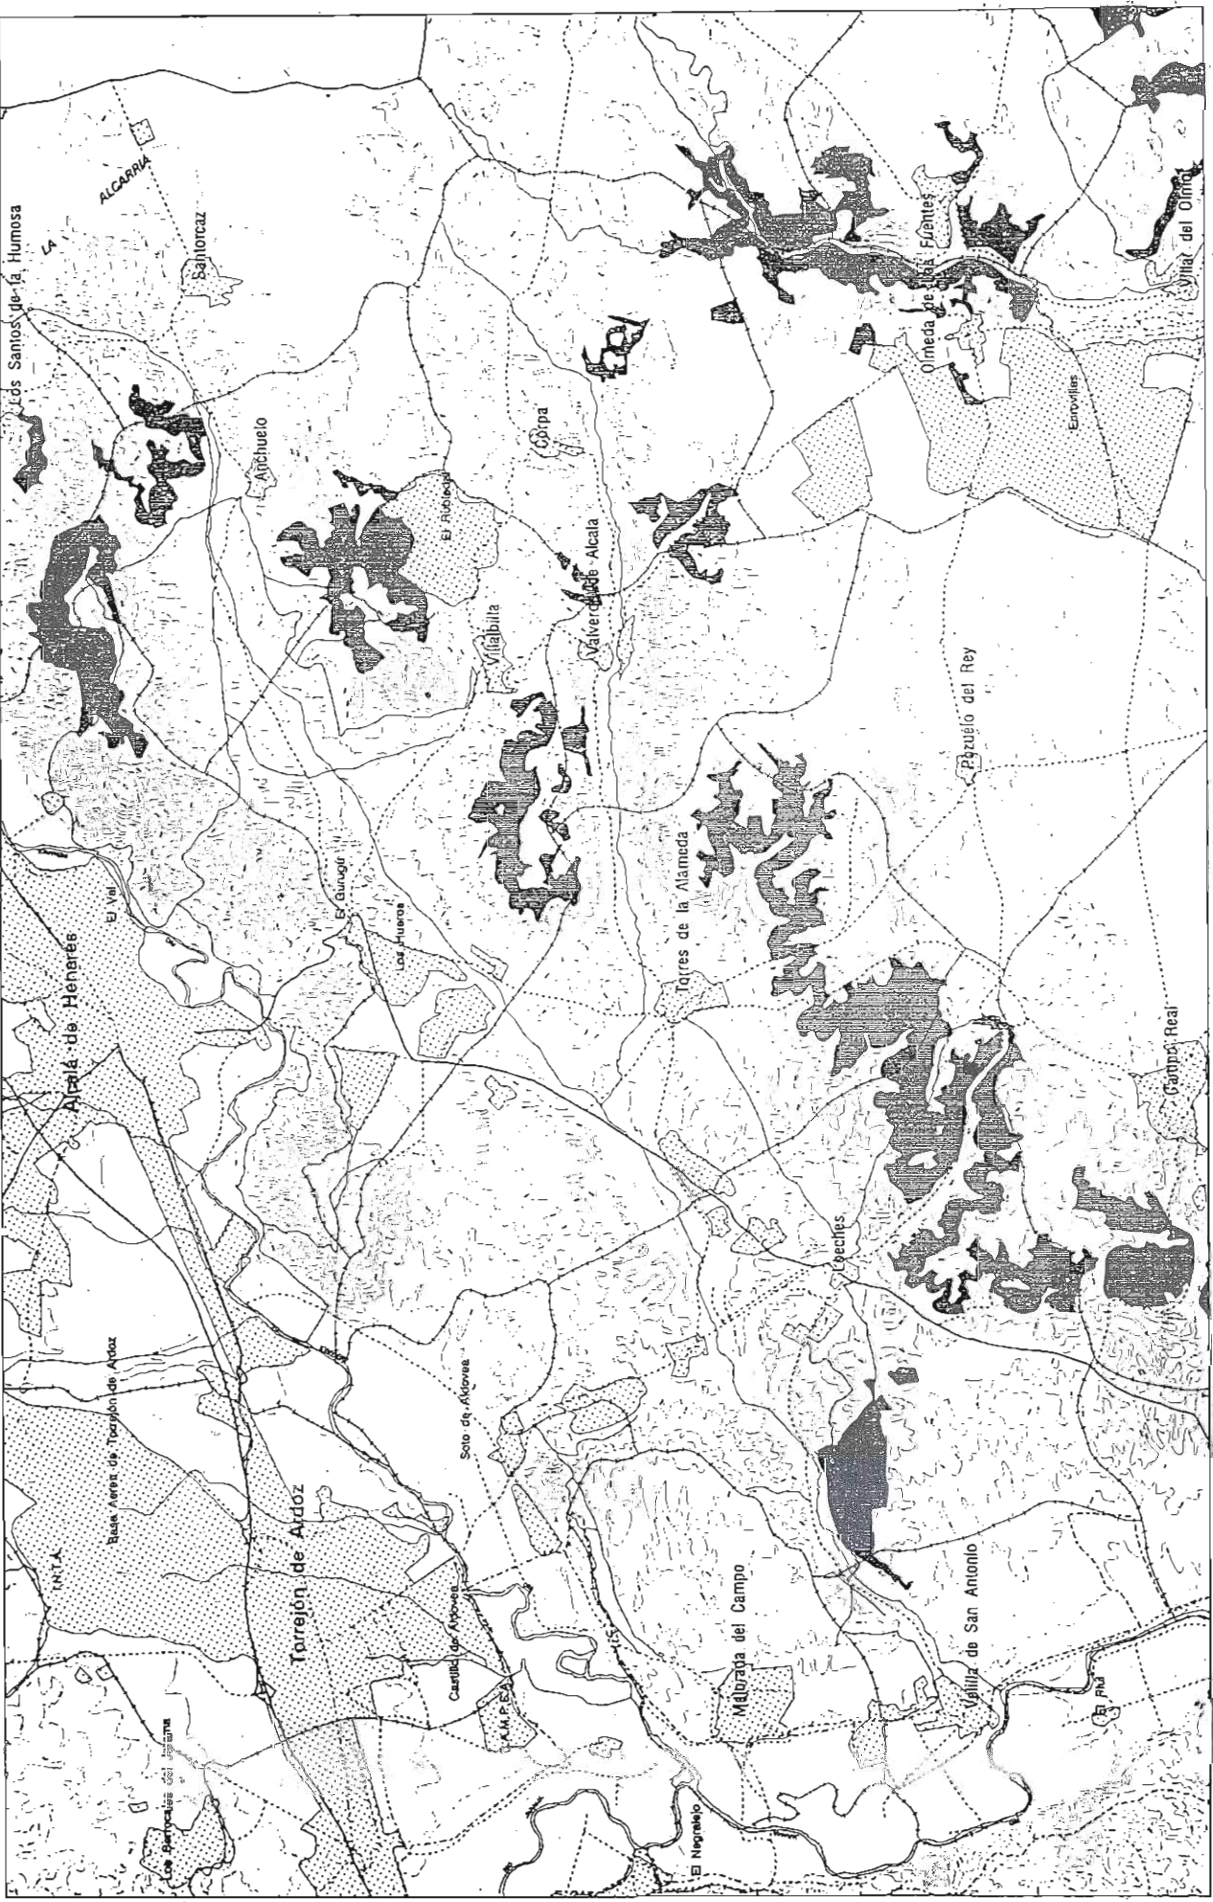 Los Santos de la Humosa
LA
ALCARRIA
Santorcaz
Anchuelo
El Robledal
Corpa
Villalbilla
Valverde de Alcala
Olmeda de las Fuentes
Villar del Olmo
Eurovillas
Pozuelo del Rey
Torres de la Alameda
El Gurugú
Los Hueros
El Val
Alcalá de Henares
Campo Real
Loeches
Base Aerea de Torrejón de Ardoz
Soto de Aldovea
I.N.T.A.
Torrejón de Ardoz
Castillo de Aldovea
Mejorada del Campo
Velilla de San Antonio
El Negralejo